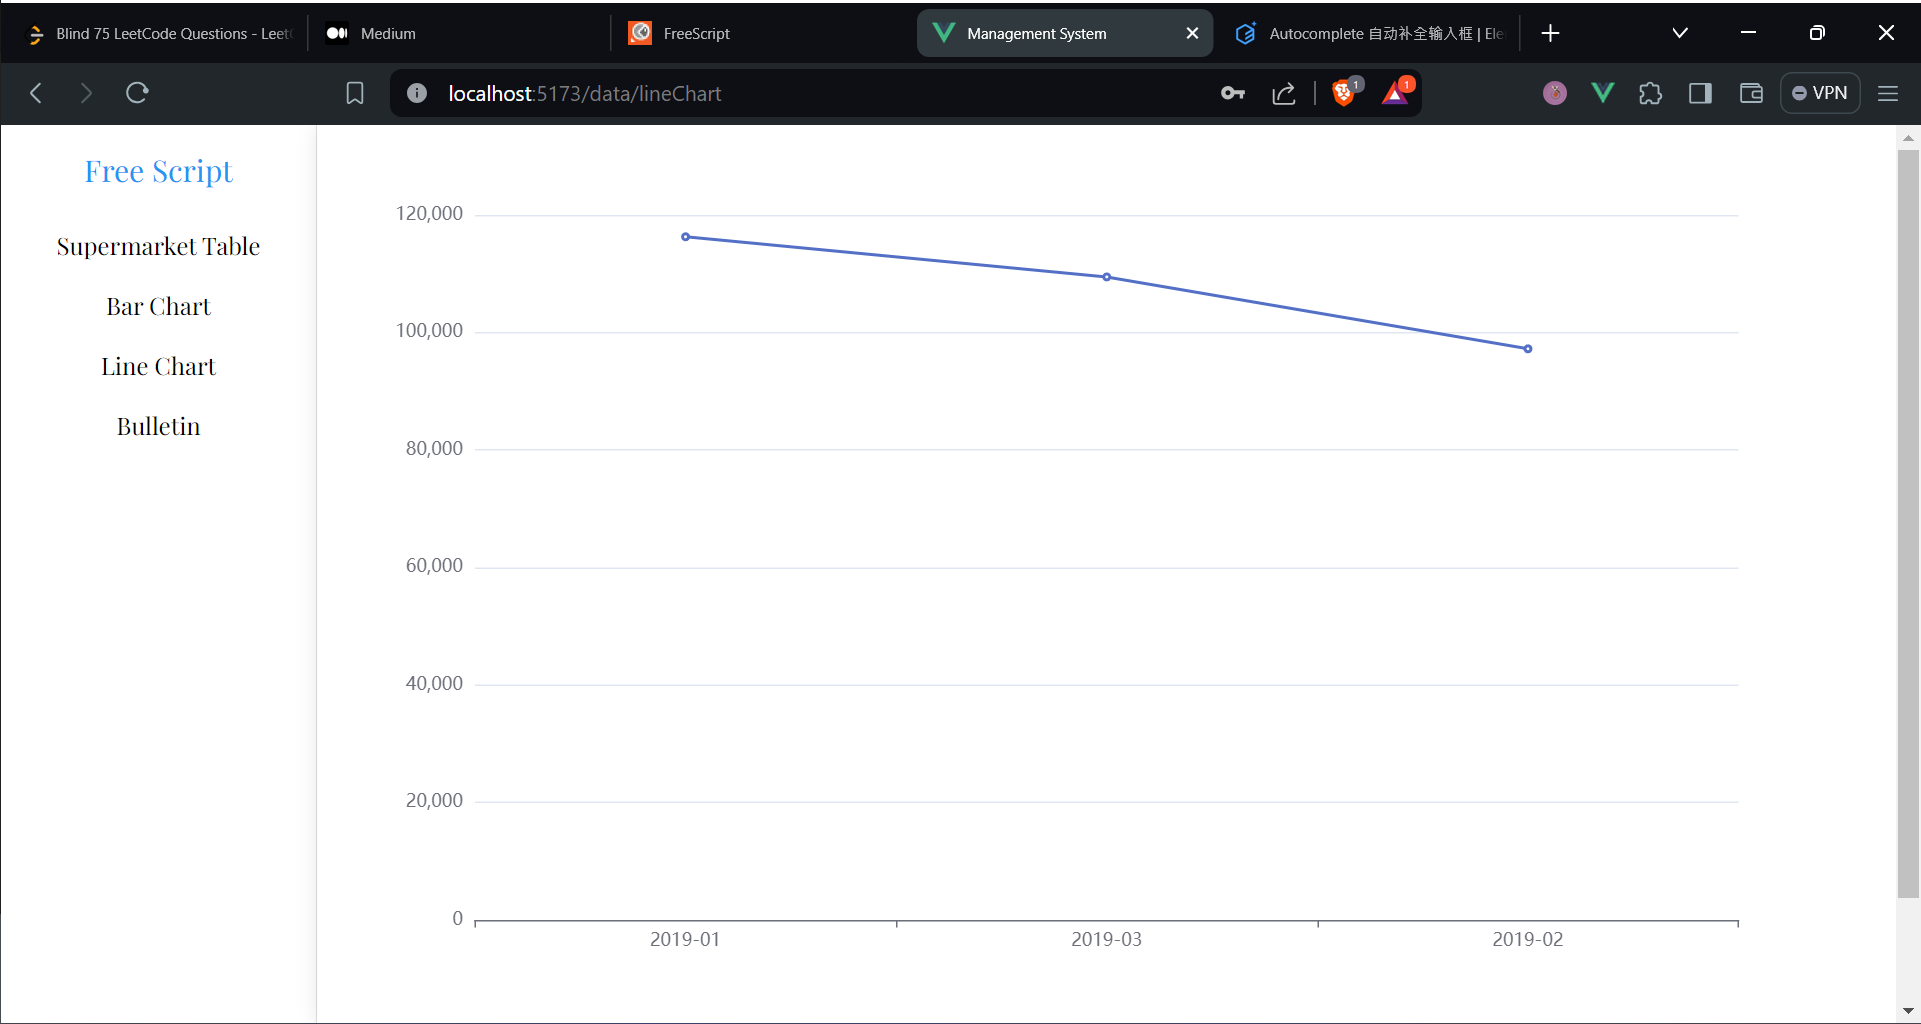 Blind 75 LeetCode Questions - Leet
Medium
FreeScript
Management System
Autocomplete 自动补全输入框 | Ele
localhost:5173/data/lineChart
1
1
VPN
Free Script
Supermarket Table
Bar Chart
Line Chart
Bulletin
120,000
100,000
80,000
60,000
40,000
20,000
0
2019-01
2019-03
2019-02